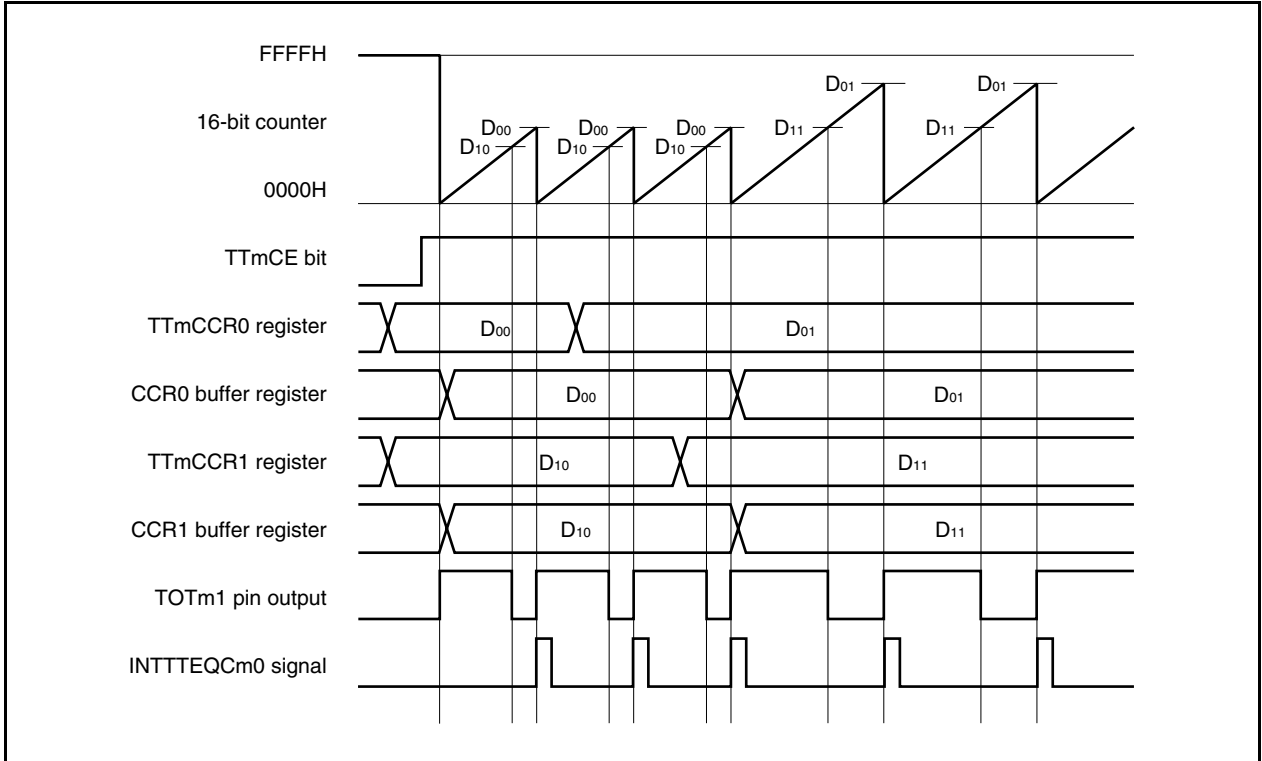 FFFFH
16-bit counter
0000H
D01 D01
D00 D00 D00 D11 D11
D10 D10 D10
TTmCE bit
TTmCCR0 register
D00 D01
CCR0 buffer register
D00 D01
TTmCCR1 register
D10 D11
CCR1 buffer register
D10 D11
TOTm1 pin output
INTTTEQCm0 signal